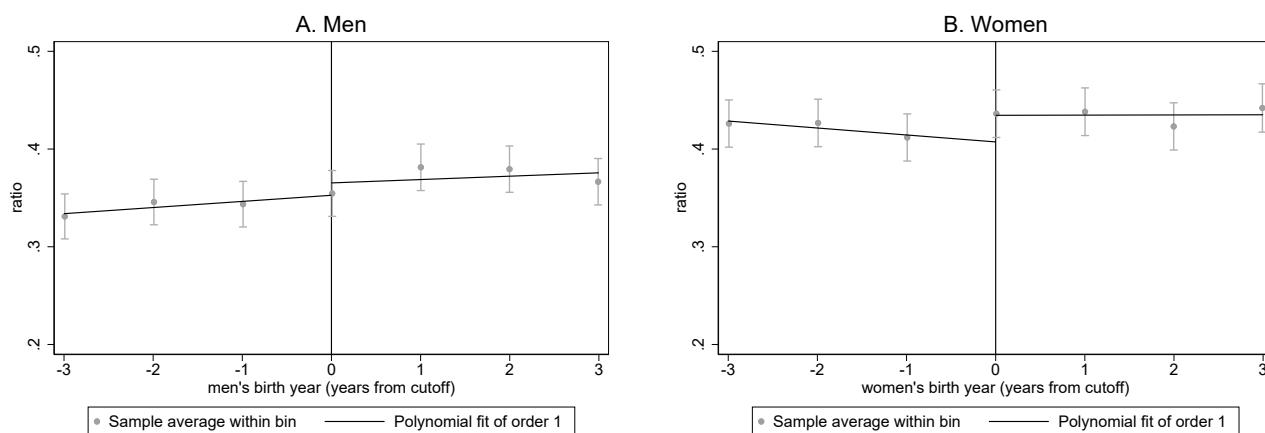 A. Men
.5
.4
.3
.2
ratio
-3 -2 -1 0 1 2 3
men's birth year (years from cutoff)
Sample average within bin Polynomial fit of order 1
B. Women
.5
.4
.3
.2
ratio
-3 -2 -1 0 1 2 3
women's birth year (years from cutoff)
Sample average within bin Polynomial fit of order 1